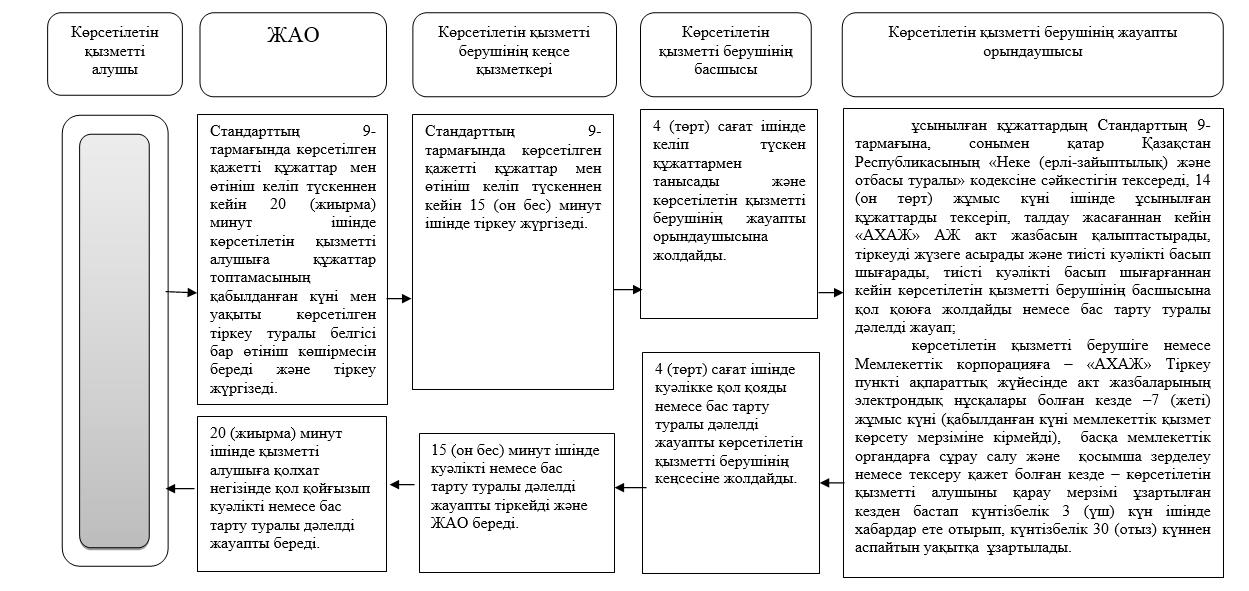 Көрсетілетін
қызметті
алушы
ЖАО
Көрсетілетін қызметті
берушінің кеңсе
қызметкері
Көрсетілетін
қызметті берушінің
басшысы
Көрсетілетін қызметті берушінің жауапты
орындаушысы
Стандарттың 9-
тармағында көрсетілген
қажетті құжаттар мен
өтініш келіп түскеннен
кейін 20 (жиырма)
минут ішінде
көрсетілетін қызметті
алушыға құжаттар
топтамасының
қабылданған күні мен
уақыты көрсетілген
тіркеу туралы белгісі
бар өтініш көшірмесін
береді және тіркеу
жүргізеді.
Стандарттың 9-
тармағында көрсетілген
қажетті құжаттар мен
өтініш келіп түскеннен
кейін 15 (он бес) минут
ішінде тіркеу жүргізеді.
4 (төрт) сағат ішінде
келіп түскен
құжаттармен
танысады және
көрсетілетін қызметті
берушінің жауапты
орындаушысына
жолдайды.
ұсынылған құжаттардың Стандарттың 9-
тармағына, сонымен қатар Қазақстан
Республикасының «Неке (ерлі-зайыптылық) және
отбасы туралы» кодексіне сәйкестігін тексереді, 14
(он төрт) жұмыс күні ішінде ұсынылған
құжаттарды тексеріп, талдау жасағаннан кейін
«АХАЖ» АЖ акт жазбасын қалыптастырады,
тіркеуді жүзеге асырады және тиісті куәлікті басып
шығарады, тиісті куәлікті басып шығарғаннан
кейін көрсетілетін қызметті берушінің басшысына
қол қоюға жолдайды немесе бас тарту туралы
дәлелді жауап;
көрсетілетін қызметті берушіге немесе
Мемлекеттік корпорацияға – «АХАЖ» Тіркеу
пункті ақпараттық жүйесінде акт жазбаларының
электрондық нұсқалары болған кезде –7 (жеті)
жұмыс күні (қабылданған күні мемлекеттік қызмет
көрсету мерзіміне кірмейді), басқа мемлекеттік
органдарға сұрау салу және қосымша зерделеу
немесе тексеру қажет болған кезде – көрсетілетін
қызметті алушыны қарау мерзімі ұзартылған
кезден бастап күнтізбелік 3 (үш) күн ішінде
хабардар ете отырып, күнтізбелік 30 (отыз) күннен
аспайтын уақытқа ұзартылады.
4 (төрт) сағат ішінде
куәлікке қол қояды
немесе бас тарту
туралы дәлелді
жауапты көрсетілетін
қызметті берушінің
кеңсесіне жолдайды.
15 (он бес) минут ішінде
куәлікті немесе бас
тарту туралы дәлелді
жауапты тіркейді және
ЖАО береді.
20 (жиырма) минут
ішінде қызметті
алушыға қолхат
негізінде қол қойғызып
куәлікті немесе бас
тарту туралы дәлелді
жауапты береді.